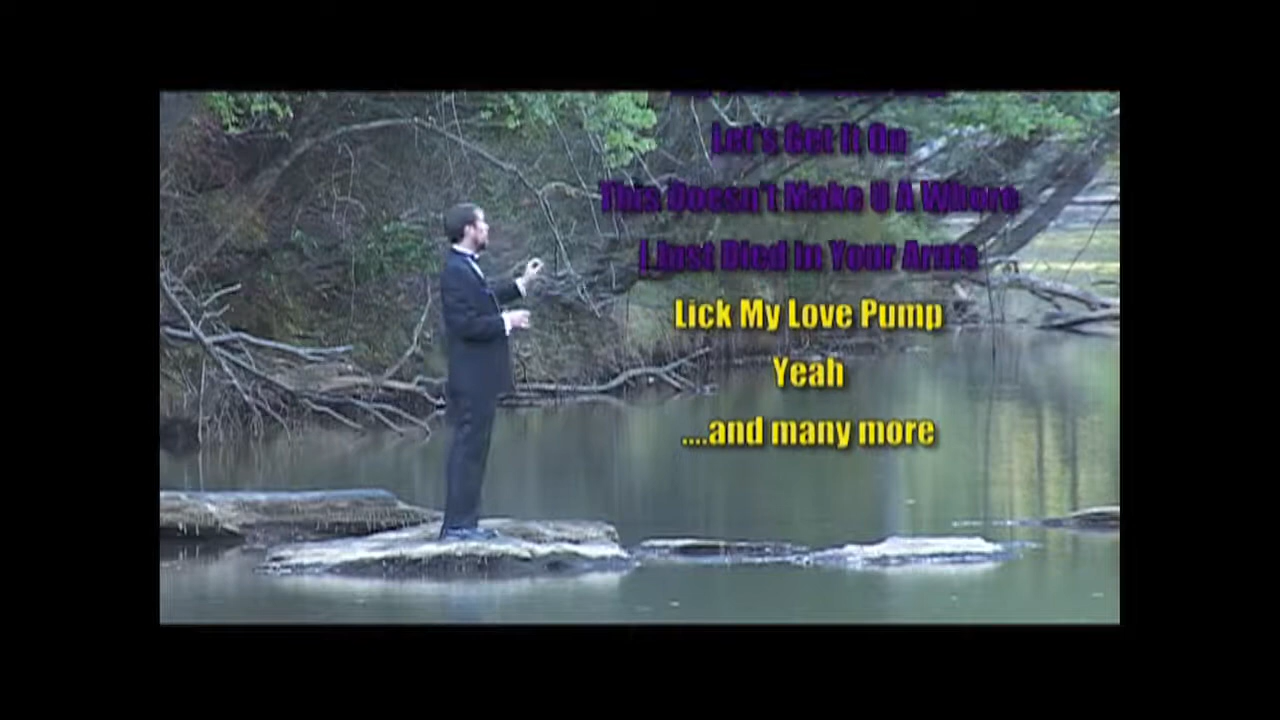 Let's Get It On
This Doesn't Make U A Whore
I Just Died In Your Arms
Lick My Love Pump
Yeah
....and many more